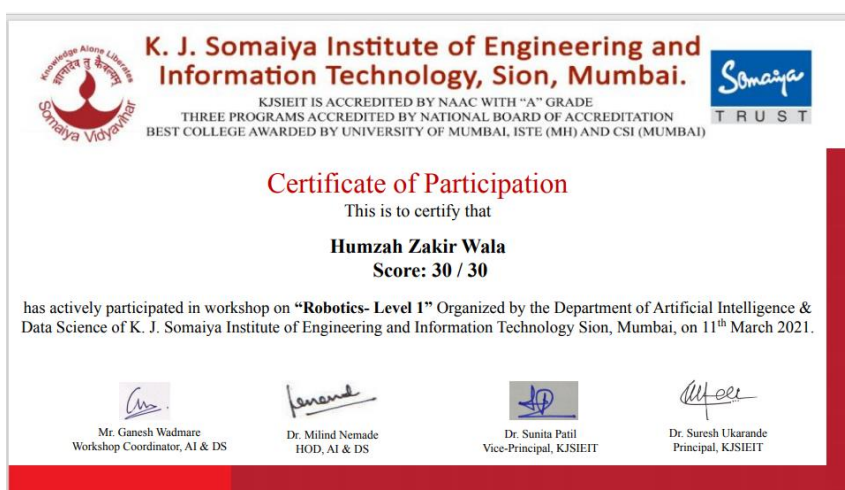 Knowledge Alone Liberates
ज्ञानादेव तु कैवल्यम्
Somaiya Vidyavihar
K. J. Somaiya Institute of Engineering and
Information Technology, Sion, Mumbai.
KJSIEIT IS ACCREDITED BY NAAC WITH “A” GRADE
THREE PROGRAMS ACCREDITED BY NATIONAL BOARD OF ACCREDITATION
BEST COLLEGE AWARDED BY UNIVERSITY OF MUMBAI, ISTE (MH) AND CSI (MUMBAI)
Somaiya
TRUST
Certificate of Participation
This is to certify that
Humzah Zakir Wala
Score: 30 / 30
has actively participated in workshop on “Robotics- Level 1” Organized by the Department of Artificial Intelligence &
Data Science of K. J. Somaiya Institute of Engineering and Information Technology Sion, Mumbai, on 11th March 2021.
Mr. Ganesh Wadmare
Workshop Coordinator, AI & DS
Dr. Milind Nemade
HOD, AI & DS
Dr. Sunita Patil
Vice-Principal, KJSIEIT
Dr. Suresh Ukarande
Principal, KJSIEIT